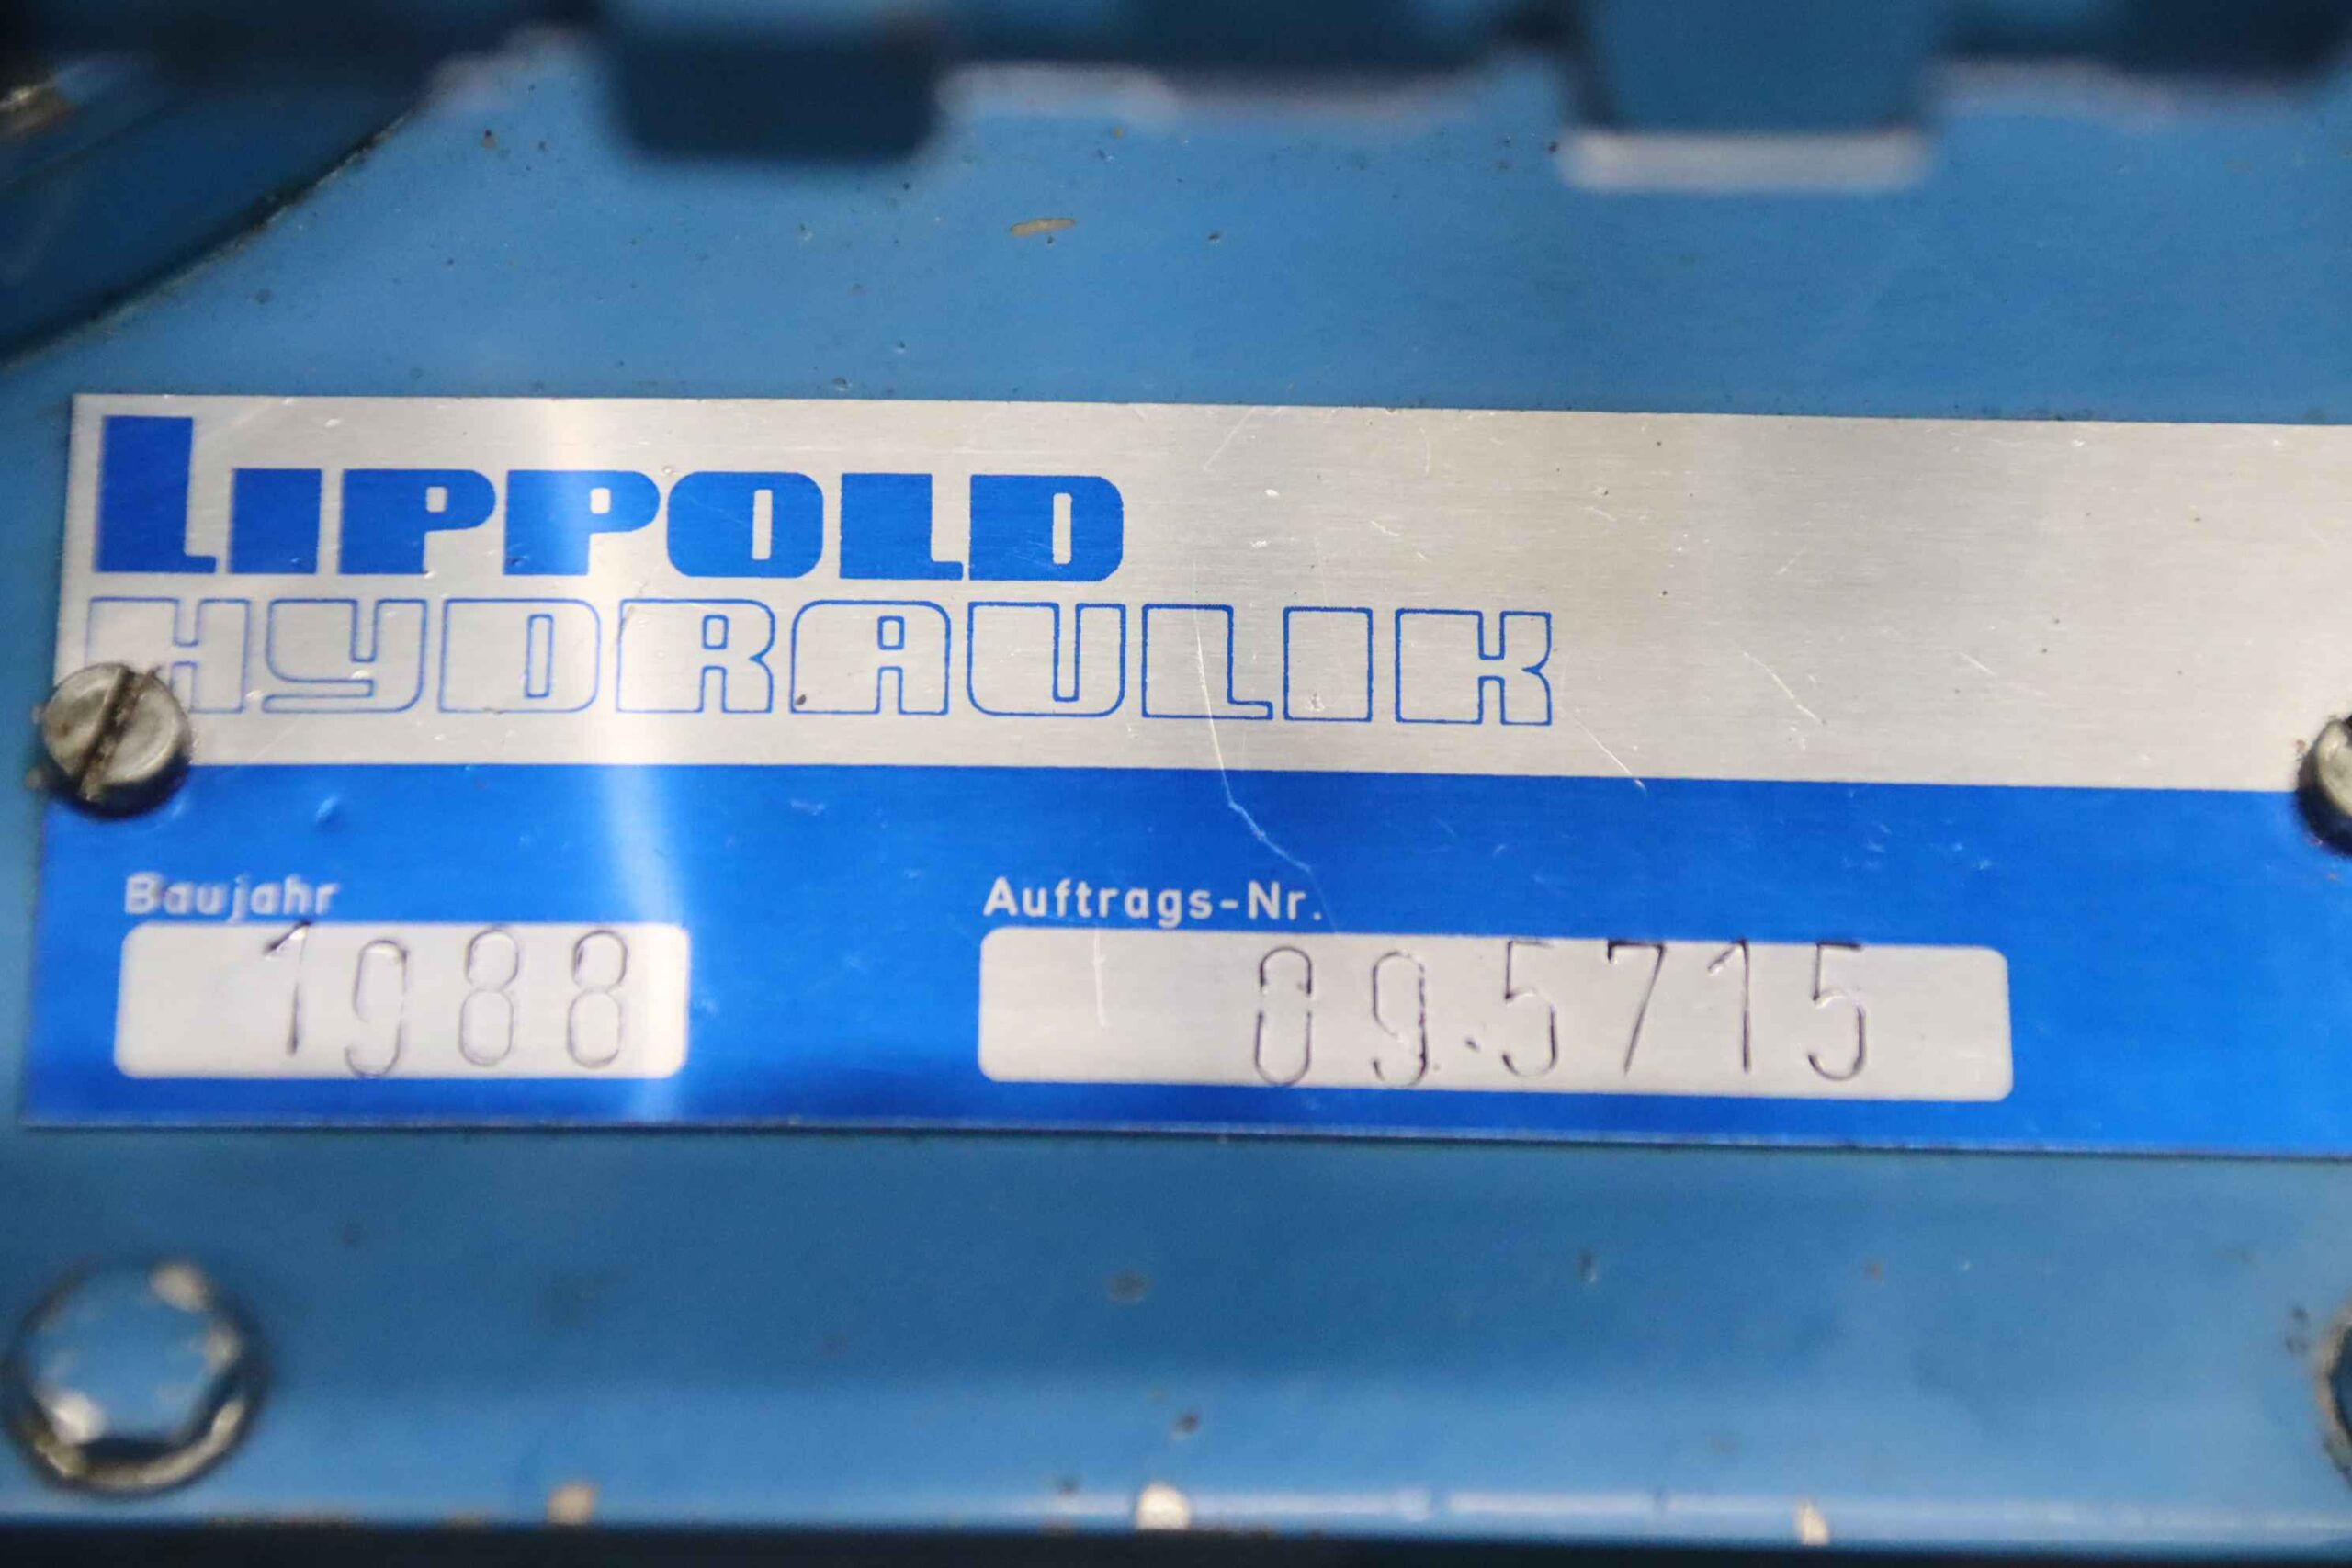 LIPPOLD
HYDRAULIK
Baujahr Auftrags-Nr.
1988 09.5715